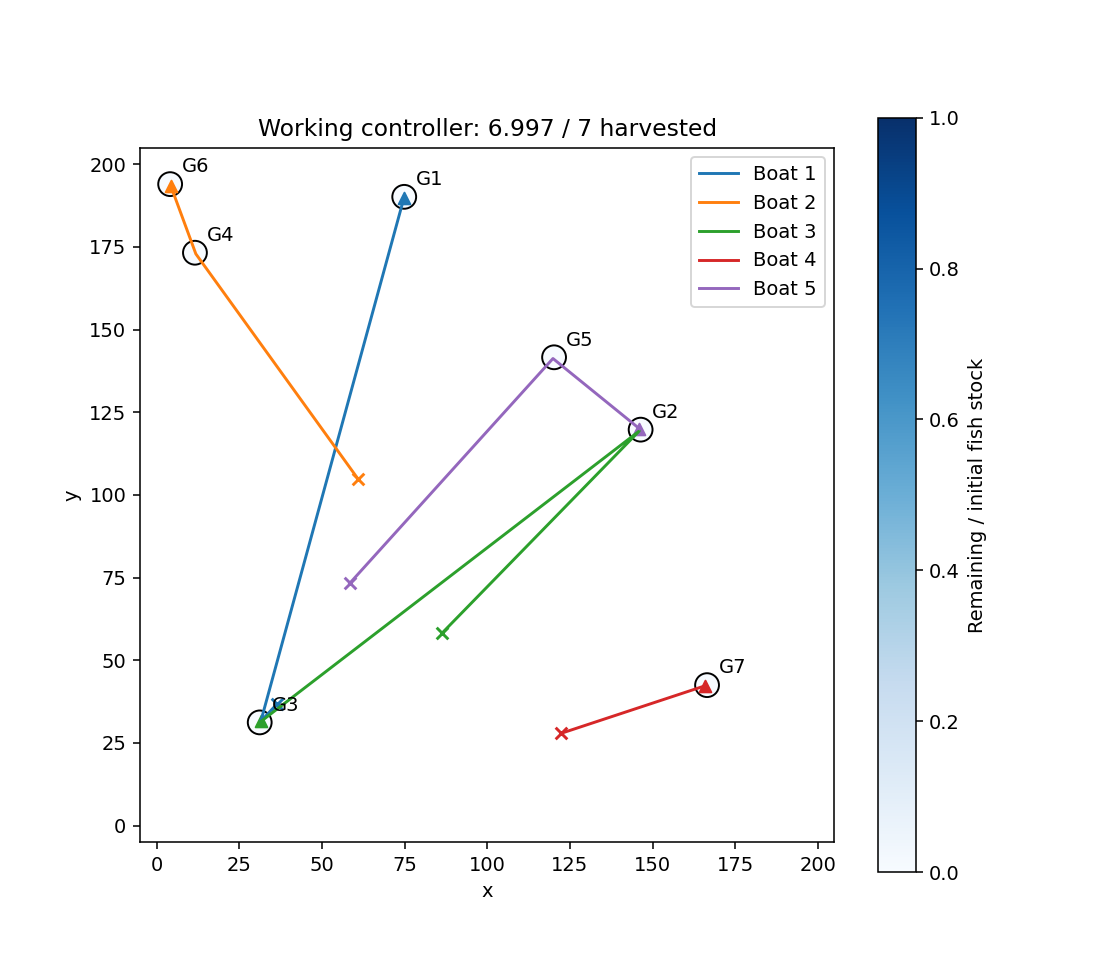 Working controller: 6.997 / 7 harvested
G6
G1
G4
G5
G2
G7
G3
Boat 1
Boat 2
Boat 3
Boat 4
Boat 5
200
175
150
125
100
75
50
25
0
y
0 25 50 75 100 125 150 175 200
x
1.0
0.8
0.6
0.4
0.2
0.0
Remaining / initial fish stock